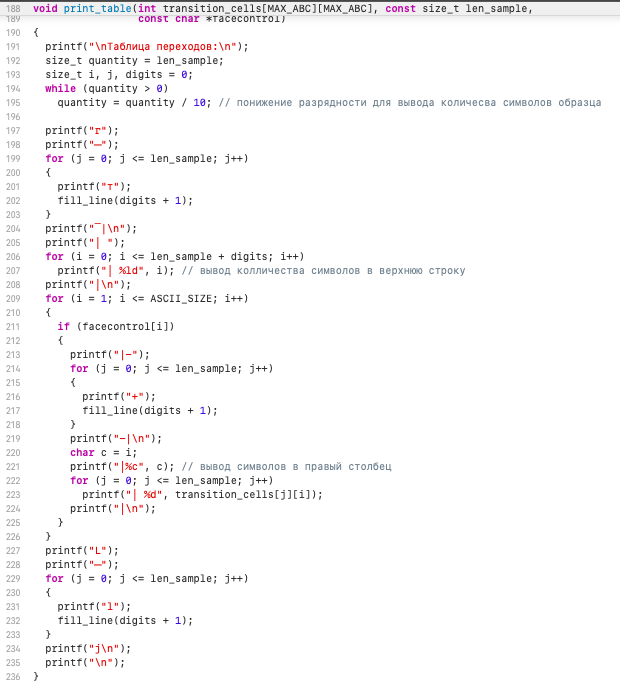 188 void print_table(int transition_cells[MAX_ABC][MAX_ABC], const size_t len_sample,
189                  const char *facecontrol)
190 {
191   printf("\nТаблица переходов:\n");
192   size_t quantity = len_sample;
193   size_t i, j, digits = 0;
194   while (quantity > 0)
195     quantity = quantity / 10; // понижение разрядности для вывода количесва символов образца
196
197   printf("г");
198   printf("—");
199   for (j = 0; j <= len_sample; j++)
200   {
201     printf("т");
202     fill_line(digits + 1);
203   }
204   printf("¯|\n");
205   printf("| ");
206   for (i = 0; i <= len_sample + digits; i++)
207     printf("| %ld", i); // вывод колличества символов в верхнюю строку
208   printf("|\n");
209   for (i = 1; i <= ASCII_SIZE; i++)
210   {
211     if (facecontrol[i])
212     {
213       printf("|—");
214       for (j = 0; j <= len_sample; j++)
215       {
216         printf("+");
217         fill_line(digits + 1);
218       }
219       printf("—|\n");
220       char c = i;
221       printf("|%c", c); // вывод символов в правый столбец
222       for (j = 0; j <= len_sample; j++)
223         printf("| %d", transition_cells[j][i]);
224       printf("|\n");
225     }
226   }
227   printf("L");
228   printf("—");
229   for (j = 0; j <= len_sample; j++)
230   {
231     printf("l");
232     fill_line(digits + 1);
233   }
234   printf("j\n");
235   printf("\n");
236 }